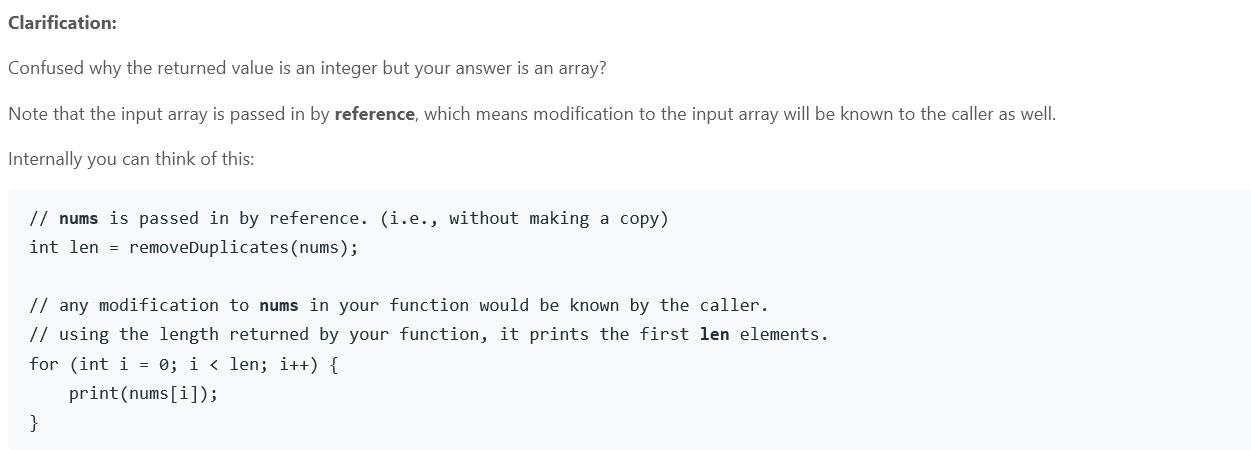 Clarification:
Confused why the returned value is an integer but your answer is an array?
Note that the input array is passed in by reference, which means modification to the input array will be known to the caller as well.
Internally you can think of this:
// nums is passed in by reference. (i.e., without making a copy)
int len = removeDuplicates(nums);
// any modification to nums in your function would be known by the caller.
// using the length returned by your function, it prints the first len elements.
for (int i = 0; i < len; i++) {
    print(nums[i]);
}